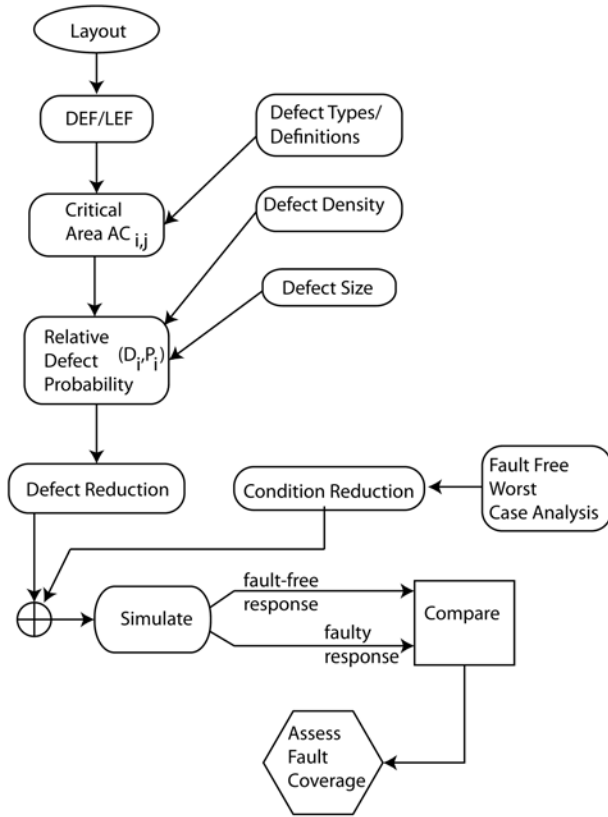 Layout
DEF/LEF
Defect Types/
Definitions
Critical
Area AC i,j
Defect Density
Defect Size
Relative
Defect
Probability
(Di,Pi)
Defect Reduction
Condition Reduction
Fault Free
Worst
Case Analysis
Simulate
fault-free
response
faulty
response
Compare
Assess
Fault
Coverage